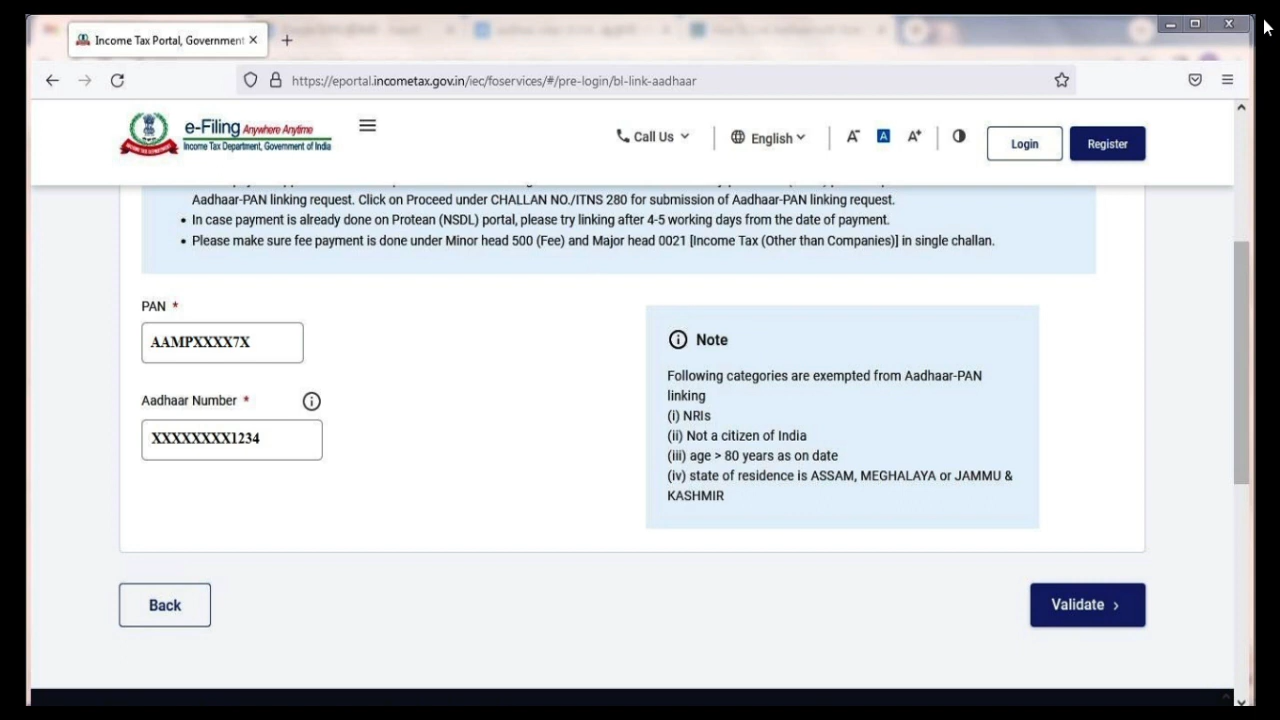 Income Tax Portal, Government
https://eportal.incometax.gov.in/iec/foservices/#/pre-login/bl-link-aadhaar
e-Filing Anywhere Anytime
Income Tax Department, Government of India
Call Us
English
A-
A
A+
Login
Register
Aadhaar-PAN linking request. Click on Proceed under CHALLAN NO./ITNS 280 for submission of Aadhaar-PAN linking request.
• In case payment is already done on Protean (NSDL) portal, please try linking after 4-5 working days from the date of payment.
• Please make sure fee payment is done under Minor head 500 (Fee) and Major head 0021 [Income Tax (Other than Companies)] in single challan.
PAN *
AAMPXXXX7X
Aadhaar Number *
XXXXXXXX1234
Note
Following categories are exempted from Aadhaar-PAN
linking
(i) NRIs
(ii) Not a citizen of India
(iii) age > 80 years as on date
(iv) state of residence is ASSAM, MEGHALAYA or JAMMU &
KASHMIR
Back
Validate >